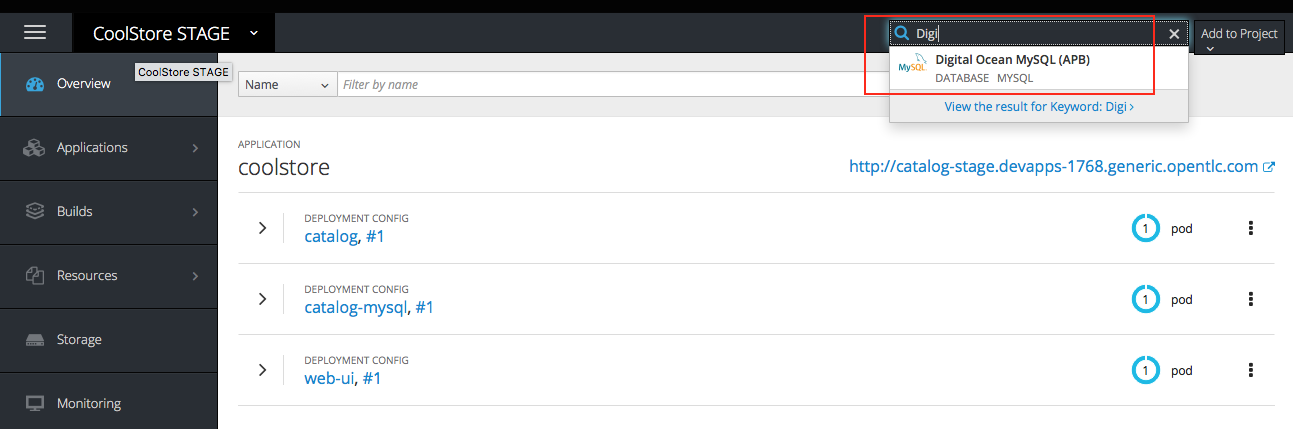 CoolStore STAGE
Digi
Add to Project
Overview
CoolStore STAGE
Name
Filter by name
MySQL
Digital Ocean MySQL (APB)
DATABASE MYSQL
View the result for Keyword: Digi
Applications
Builds
Resources
Storage
Monitoring
APPLICATION
coolstore
http://catalog-stage.devapps-1768.generic.opentlc.com
DEPLOYMENT CONFIG
catalog, #1
1 pod
DEPLOYMENT CONFIG
catalog-mysql, #1
1 pod
DEPLOYMENT CONFIG
web-ui, #1
1 pod